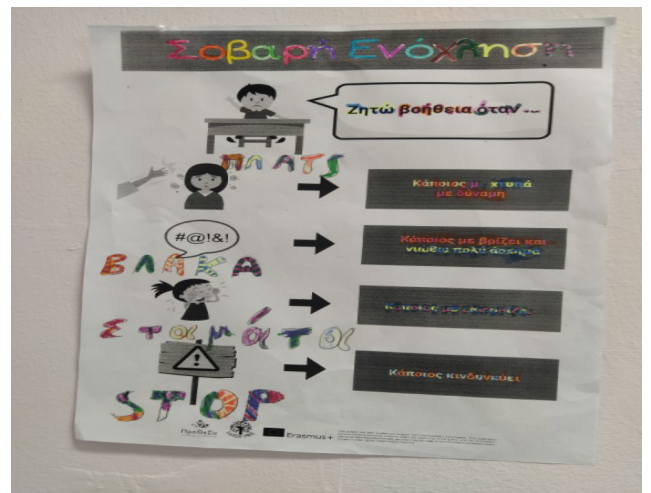 Σοβαρή Ενόχληση
Ζητώ βοήθεια όταν ...
ΠΛΑΤΣ
Κάποιος με χτυπά
με δύναμη
#@!&!
Κάποιος με βρίζει και
νιώθω πολύ άσχημα
ΒΛΑΚΑ
Κάποιος με
Σταμάτα
Κάποιος κινδυνεύει
STOP
Erasmus+